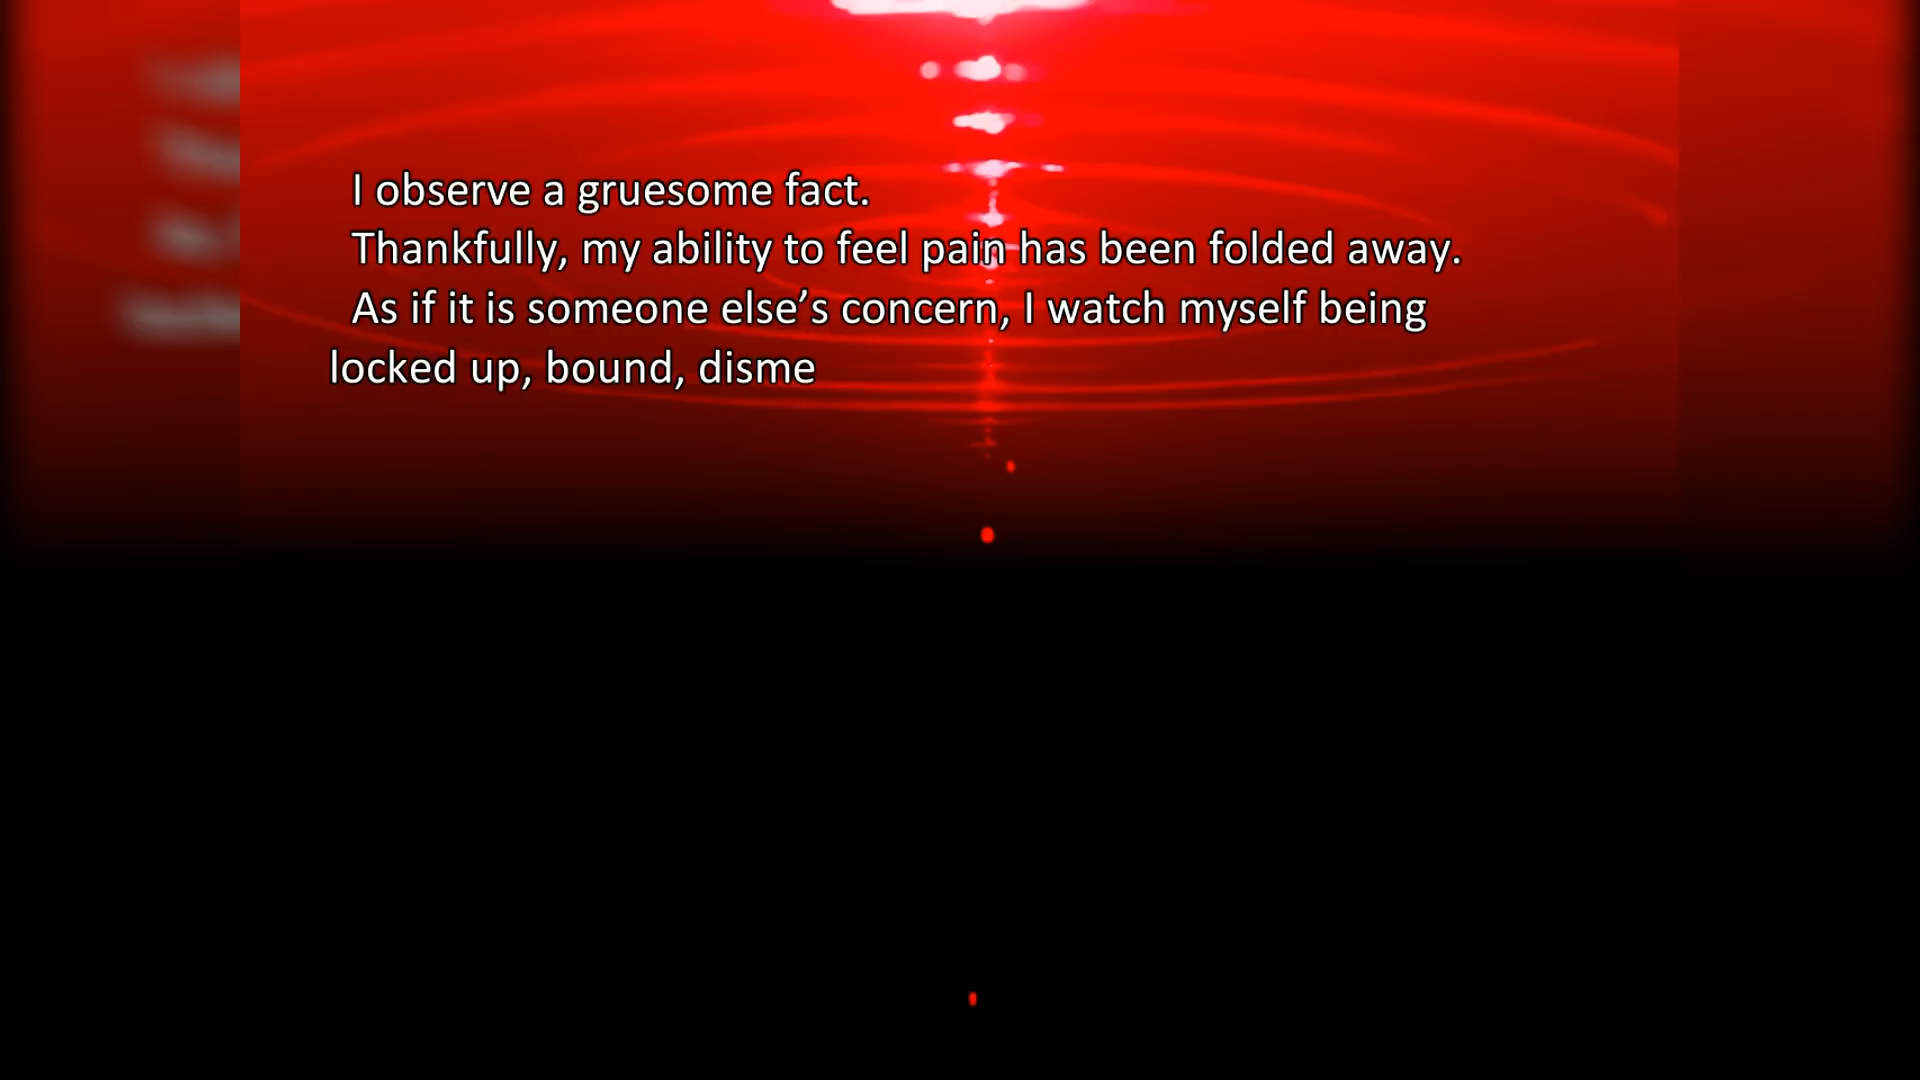 I observe a gruesome fact.
Thankfully, my ability to feel pain has been folded away.
As if it is someone else’s concern, I watch myself being
locked up, bound, disme